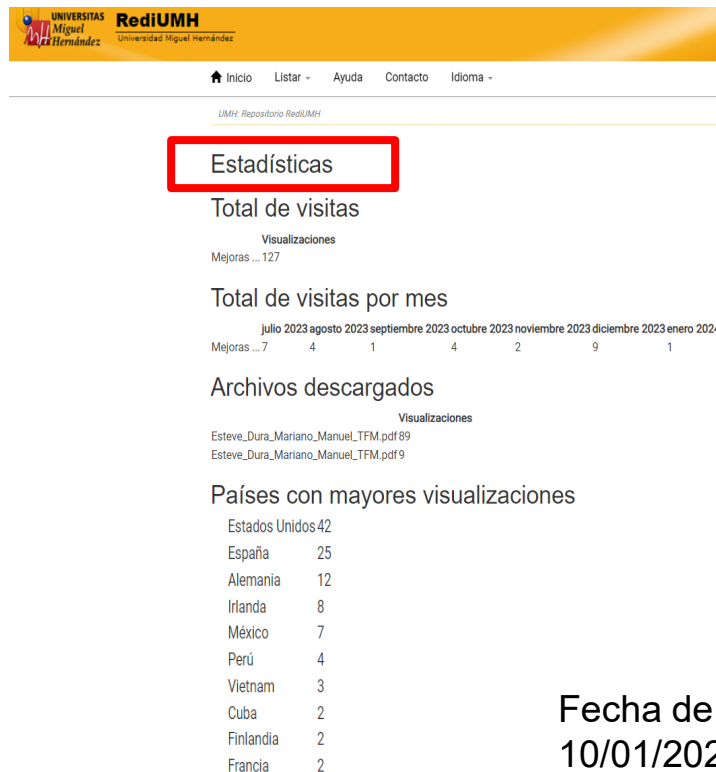 UNIVERSITAS
Miguel
Hernández
RediUMH
Universidad Miguel Hernández
Inicio Listar Ayuda Contacto Idioma
UMH: Repositorio RediUMH
Estadísticas
Total de visitas
Visualizaciones
Mejoras ... 127
Total de visitas por mes
julio 2023 agosto 2023 septiembre 2023 octubre 2023 noviembre 2023 diciembre 2023 enero 2024
Mejoras ... 7 4 1 4 2 9 1
Archivos descargados
Visualizaciones
Esteve_Dura_Mariano_Manuel_TFM.pdf 89
Esteve_Dura_Mariano_Manuel_TFM.pdf 9
Países con mayores visualizaciones
Estados Unidos 42
España 25
Alemania 12
Irlanda 8
México 7
Perú 4
Vietnam 3
Cuba 2
Finlandia 2
Francia 2
Fecha de
10/01/202